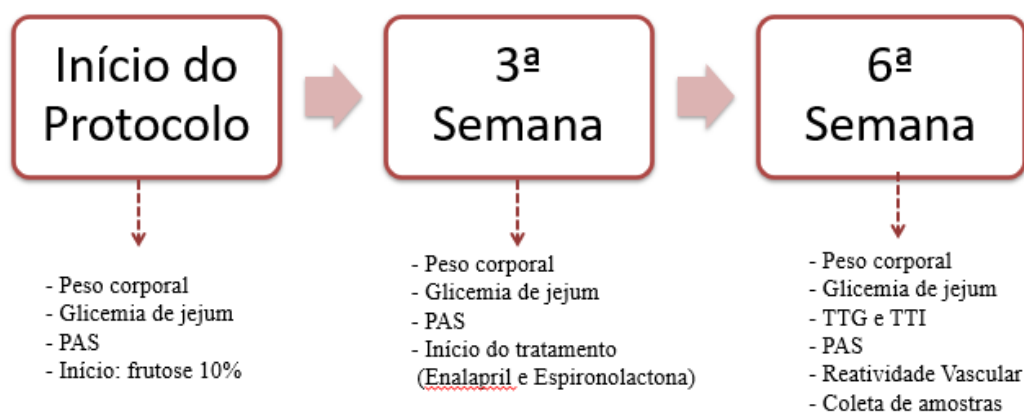 Início do
Protocolo
- Peso corporal
- Glicemia de jejum
- PAS
- Início: frutose 10%
3ª
Semana
- Peso corporal
- Glicemia de jejum
- PAS
- Início do tratamento
(Enalapril e Espironolactona)
6ª
Semana
- Peso corporal
- Glicemia de jejum
- TTG e TTI
- PAS
- Reatividade Vascular
- Coleta de amostras